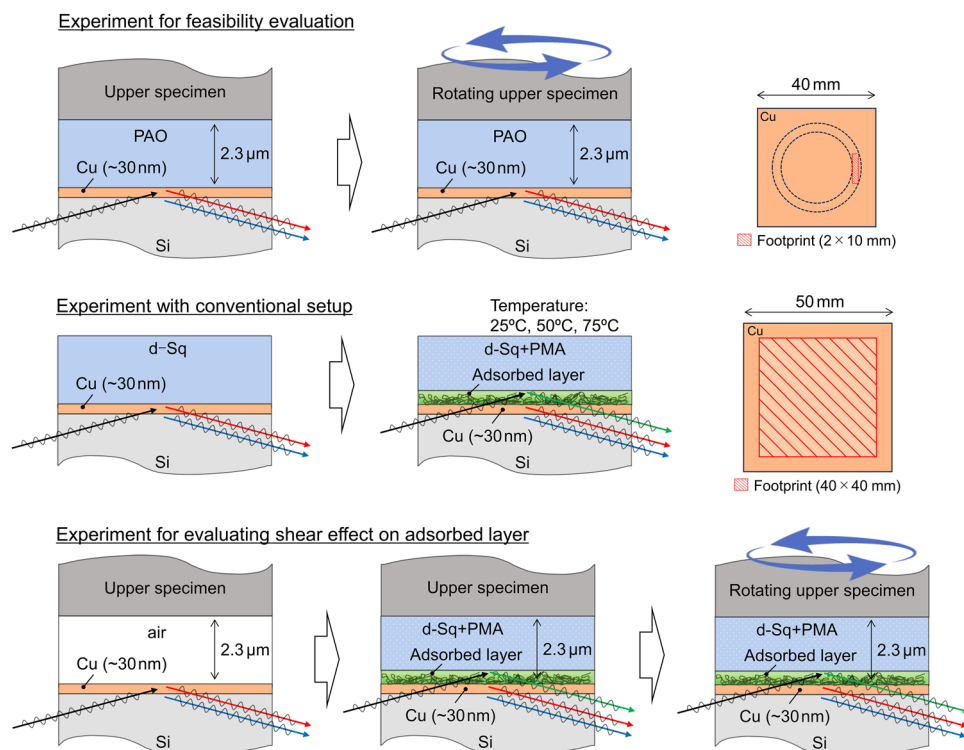 Experiment for feasibility evaluation
Upper specimen
PAO
2.3 µm
Cu (~30 nm)
Si
Rotating upper specimen
PAO
2.3 µm
Cu (~30 nm)
Si
40 mm
Cu
Footprint (2 × 10 mm)
Experiment with conventional setup
d-Sq
Cu (~30 nm)
Si
Temperature:
25ºC, 50ºC, 75ºC
d-Sq+PMA
Adsorbed layer
Cu (~30 nm)
Si
50 mm
Cu
Footprint (40 × 40 mm)
Experiment for evaluating shear effect on adsorbed layer
Upper specimen
air
2.3 µm
Cu (~30 nm)
Si
Upper specimen
d-Sq+PMA
Adsorbed layer
2.3 µm
Cu (~30 nm)
Si
Rotating upper specimen
d-Sq+PMA
Adsorbed layer
2.3 µm
Cu (~30 nm)
Si